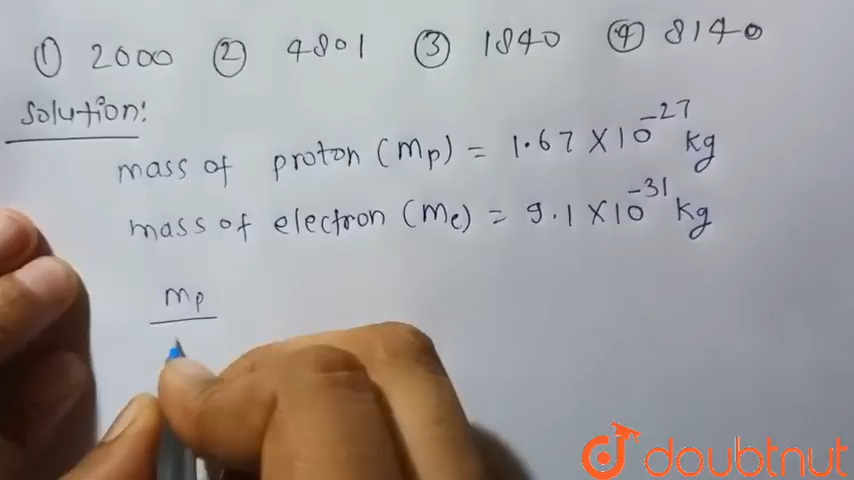 ① 2000 ② 4801 ③ 1840 ④ 8140
Solution:
mass of proton (mp) = 1.67 × 10⁻²⁷ kg
mass of electron (me) = 9.1 × 10⁻³¹ kg
mp
doubtnut